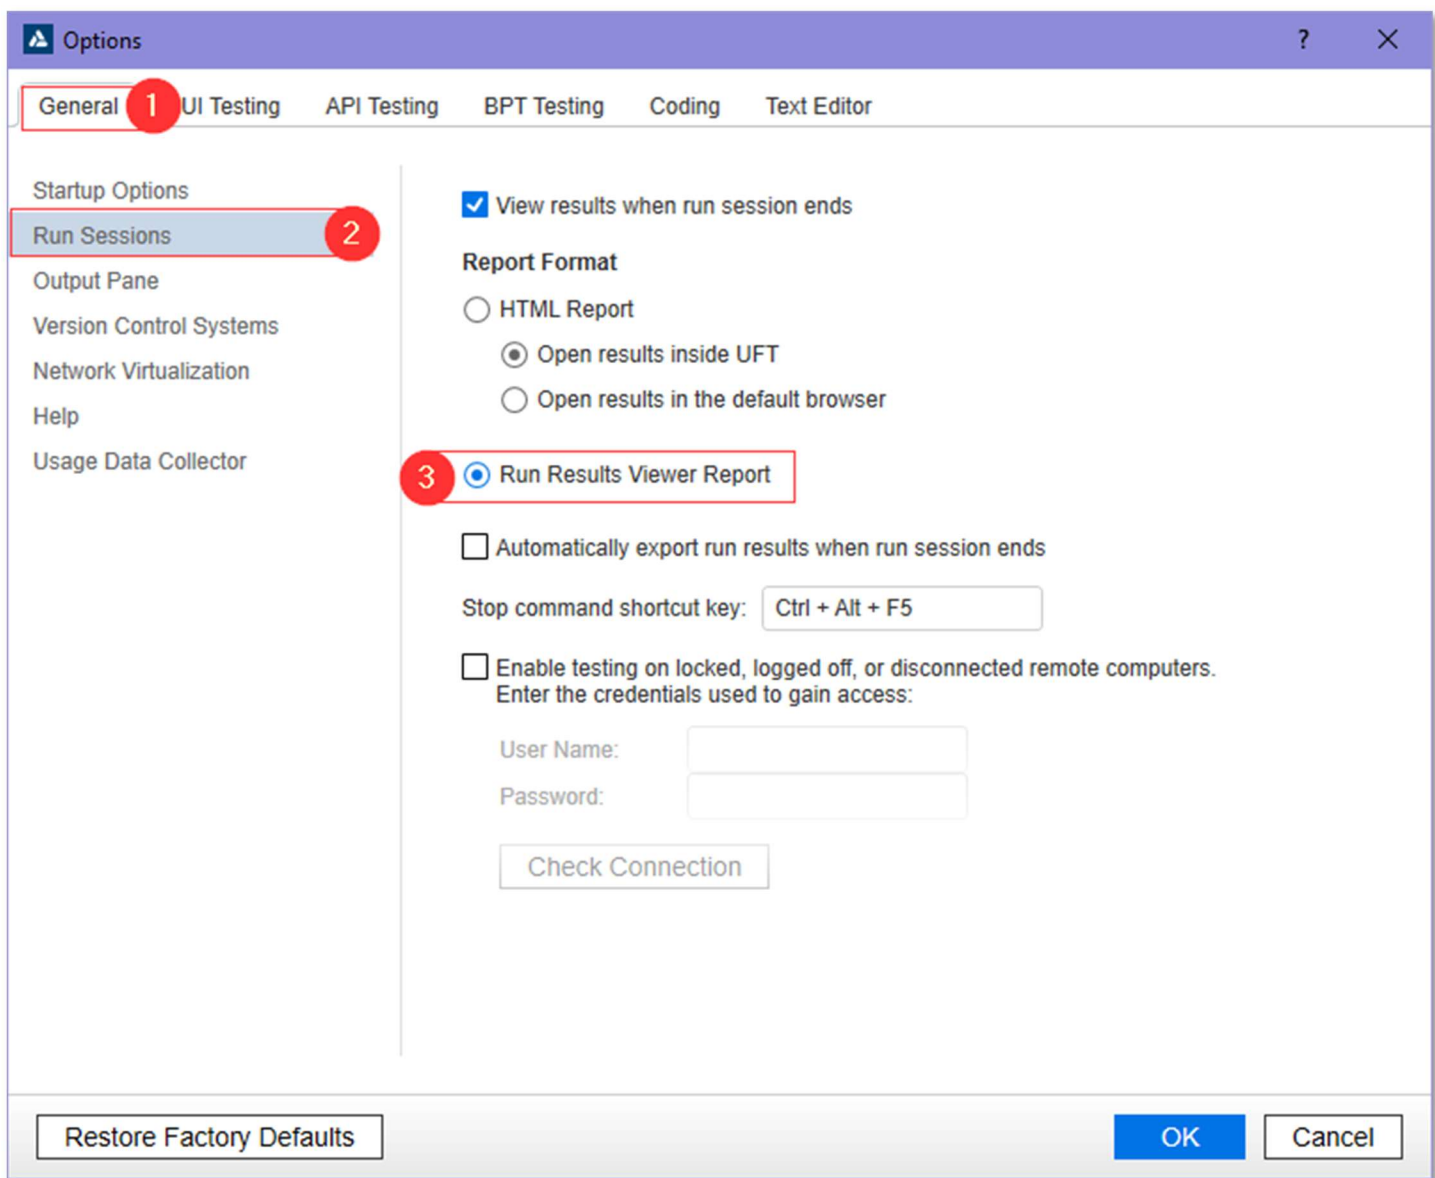 Options ?
General 1 UI Testing API Testing BPT Testing Coding Text Editor
Startup Options
Run Sessions 2
Output Pane
Version Control Systems
Network Virtualization
Help
Usage Data Collector
View results when run session ends
Report Format
HTML Report
Open results inside UFT
Open results in the default browser
3 Run Results Viewer Report
Automatically export run results when run session ends
Stop command shortcut key: Ctrl + Alt + F5
Enable testing on locked, logged off, or disconnected remote computers.
Enter the credentials used to gain access:
User Name:
Password:
Check Connection
Restore Factory Defaults OK Cancel